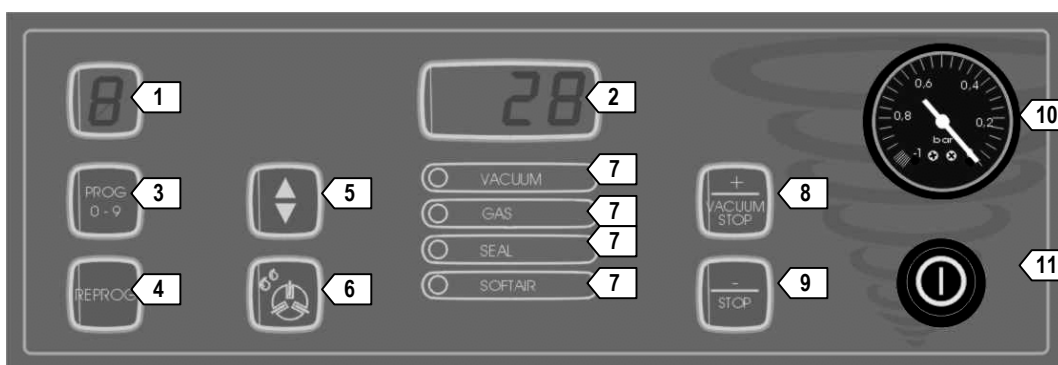 8
1
28
2
0,6
0,4
0,8
0,2
bar
-1
10
PROG
0 - 9
3
5
VACUUM
7
GAS
7
SEAL
7
SOFTAIR
7
+
VACUUM
STOP
8
REPROG
4
6
-
STOP
9
11